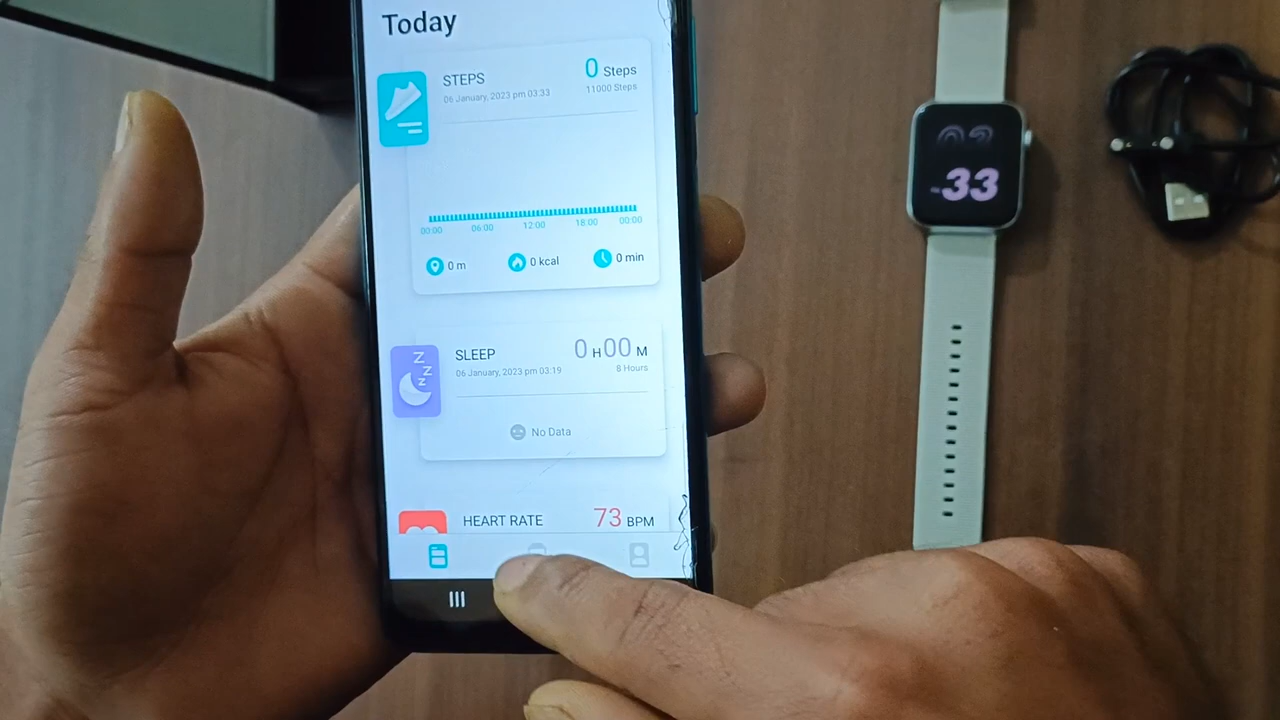 Today
STEPS
0 Steps
06 January, 2023 pm 03:33
11000 Steps
00:00 06:00 12:00 18:00 00:00
0 m 0 kcal 0 min
SLEEP
0 H 00 M
06 January, 2023 pm 03:19
8 Hours
No Data
HEART RATE
73 BPM
33